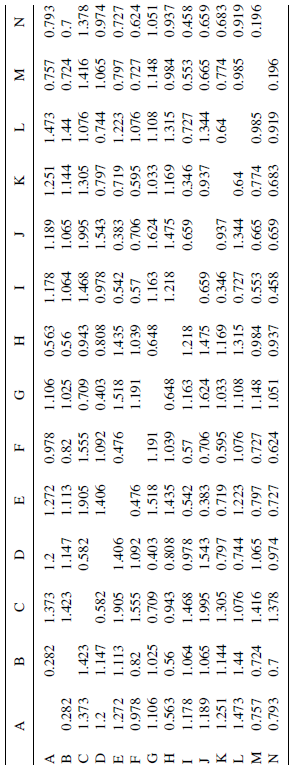 A B C D E F G H I J K L M N
A 0.282 1.373 1.2 1.272 0.978 1.106 0.563 1.178 1.189 1.251 1.473 0.757 0.793
B 0.282 1.423 1.147 1.113 0.82 1.025 0.56 1.064 1.065 1.144 1.44 0.724 0.7
C 1.373 1.423 0.582 1.905 1.555 0.709 0.943 1.468 1.995 1.305 1.076 1.416 1.378
D 1.2 1.147 0.582 1.406 1.092 0.403 0.808 0.978 1.543 0.797 0.744 1.065 0.974
E 1.272 1.113 1.905 1.406 0.476 1.518 1.435 0.542 0.383 0.719 1.223 0.797 0.727
F 0.978 0.82 1.555 1.092 0.476 1.191 1.039 0.57 0.706 0.595 1.076 0.727 0.624
G 1.106 1.025 0.709 0.403 1.518 1.191 0.648 1.163 1.624 1.033 1.108 1.148 1.051
H 0.563 0.56 0.943 0.808 1.435 1.039 0.648 1.218 1.475 1.169 1.315 0.984 0.937
I 1.178 1.064 1.468 0.978 0.542 0.57 1.163 1.218 0.659 0.346 0.727 0.553 0.458
J 1.189 1.065 1.995 1.543 0.383 0.706 1.624 1.475 0.659 0.937 1.344 0.665 0.659
K 1.251 1.144 1.305 0.797 0.719 0.595 1.033 1.169 0.346 0.937 0.64 0.774 0.683
L 1.473 1.44 1.076 0.744 1.223 1.076 1.108 1.315 0.727 1.344 0.64 0.985 0.919
M 0.757 0.724 1.416 1.065 0.797 0.727 1.148 0.984 0.553 0.665 0.774 0.985 0.196
N 0.793 0.7 1.378 0.974 0.727 0.624 1.051 0.937 0.458 0.659 0.683 0.919 0.196